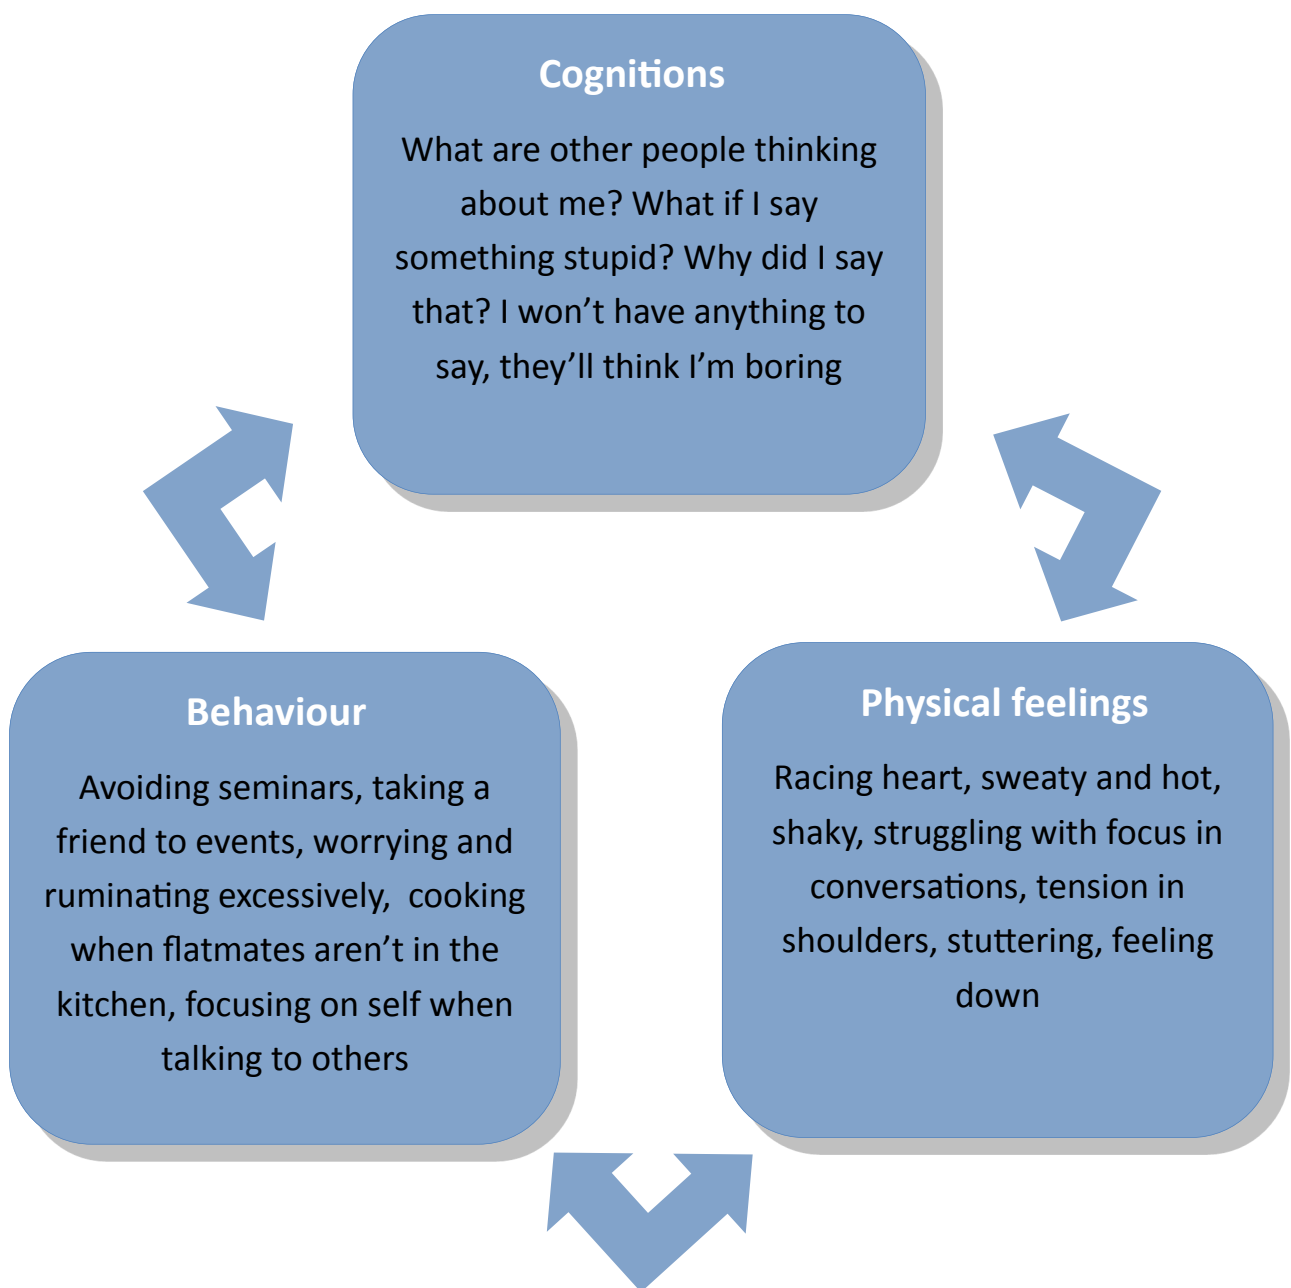 Cognitions
What are other people thinking
about me? What if I say
something stupid? Why did I say
that? I won’t have anything to
say, they’ll think I’m boring
Behaviour
Avoiding seminars, taking a
friend to events, worrying and
ruminating excessively,  cooking
when flatmates aren’t in the
kitchen, focusing on self when
talking to others
Physical feelings
Racing heart, sweaty and hot,
shaky, struggling with focus in
conversations, tension in
shoulders, stuttering, feeling
down